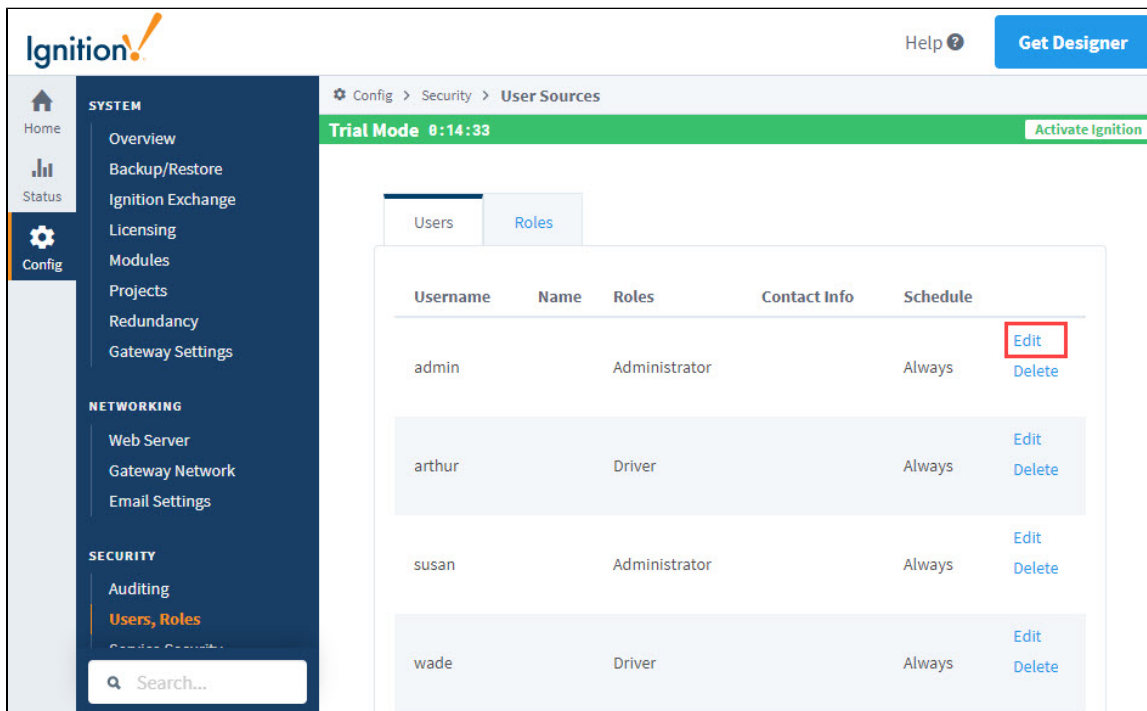 Ignition!
Help ?
Get Designer
Home
Status
Config
SYSTEM
Overview
Backup/Restore
Ignition Exchange
Licensing
Modules
Projects
Redundancy
Gateway Settings
NETWORKING
Web Server
Gateway Network
Email Settings
SECURITY
Auditing
Users, Roles
Search...
Config > Security > User Sources
Trial Mode 0:14:33 Activate Ignition
Users Roles
Username Name Roles Contact Info Schedule
admin Administrator Always Edit
Delete
arthur Driver Always Edit
Delete
susan Administrator Always Edit
Delete
wade Driver Always Edit
Delete